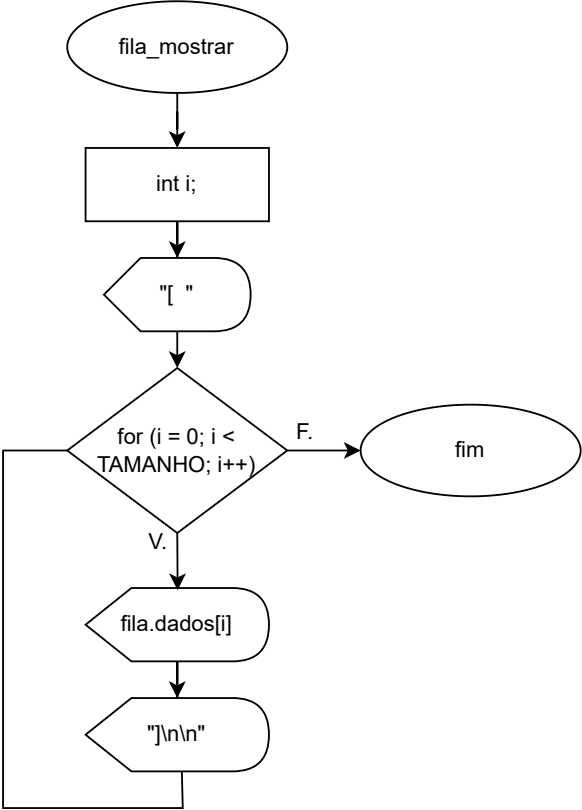 fila_mostrar
int i;
"[  "
for (i = 0; i <
TAMANHO; i++)
F.
fim
V.
fila.dados[i]
"]\n\n"